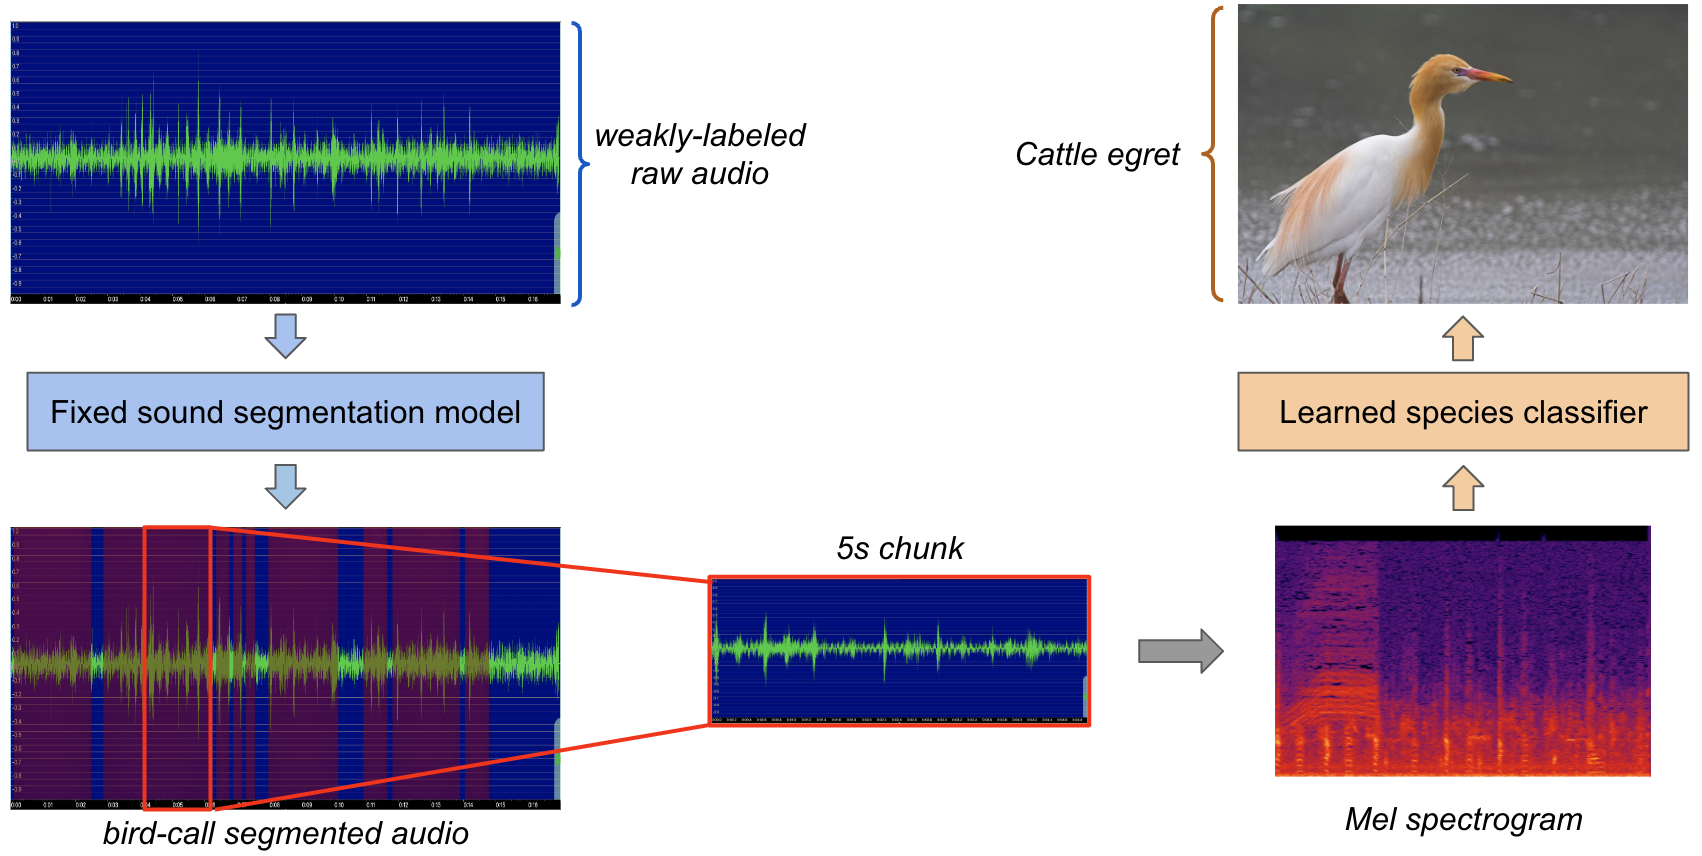 weakly-labeled
raw audio
Cattle egret
Fixed sound segmentation model
Learned species classifier
5s chunk
bird-call segmented audio
Mel spectrogram